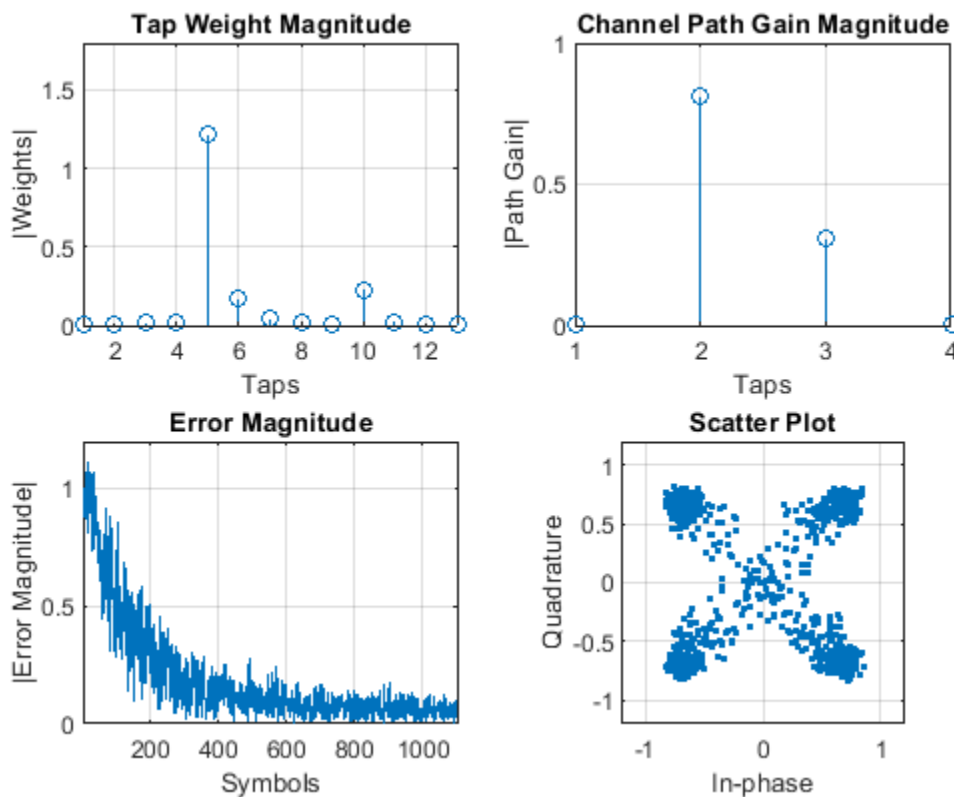 Tap Weight Magnitude
|Weights|
1.5
1
0.5
0
2 4 6 8 10 12
Taps
Channel Path Gain Magnitude
|Path Gain|
1
0.5
0
1 2 3 4
Taps
Error Magnitude
|Error Magnitude|
1
0.5
0
200 400 600 800 1000
Symbols
Scatter Plot
Quadrature
1
0.5
0
-0.5
-1
-1 0 1
In-phase